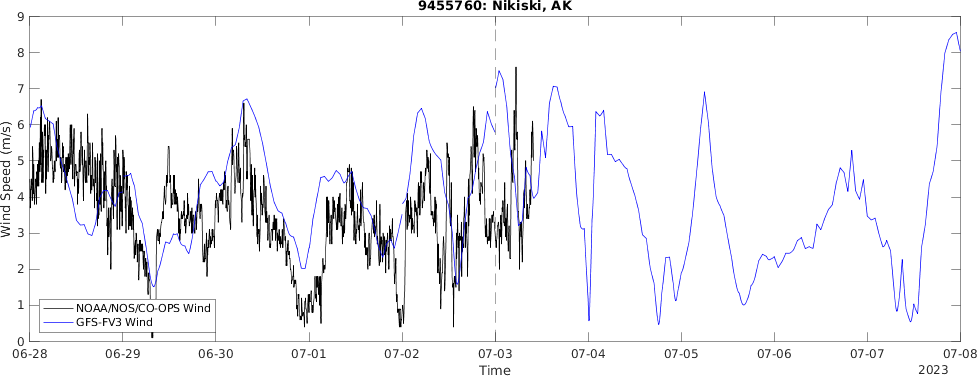 9455760: Nikiski, AK
9
8
7
6
5
4
3
2
1
0
Wind Speed (m/s)
NOAA/NOS/CO-OPS Wind
GFS-FV3 Wind
06-28 06-29 06-30 07-01 07-02 07-03 07-04 07-05 07-06 07-07 07-08
Time
2023